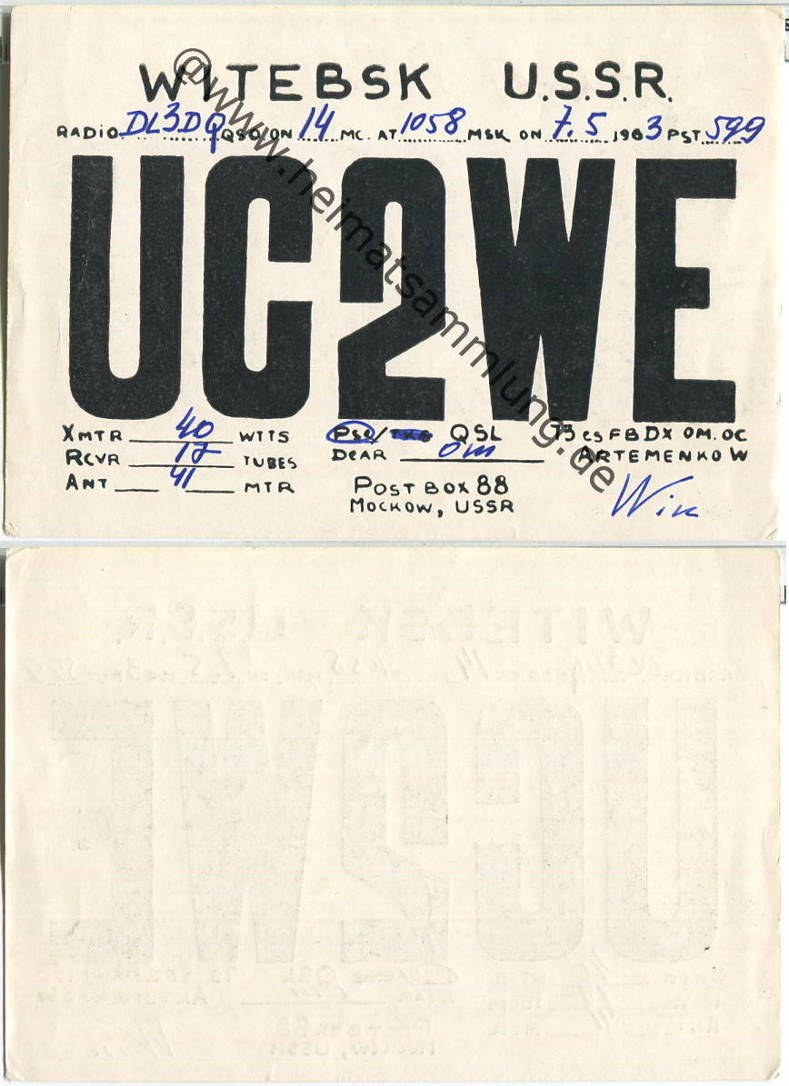 WITEBSK U.S.S.R.
RADIO DL3DQ QSO/ON 14 MC. AT 1058 MSK ON 7.5 1963 PST 599
UC2WE
XMTR 40 WTTS PSE/TKS QSL 73 ES FB DX OM. OC
RCVR 17 TUBES DEAR OM ARTEMENKOW
ANT 41 MTR POST BOX 88 Wik
MOCKOW, USSR
@www.heimatsammlung.de